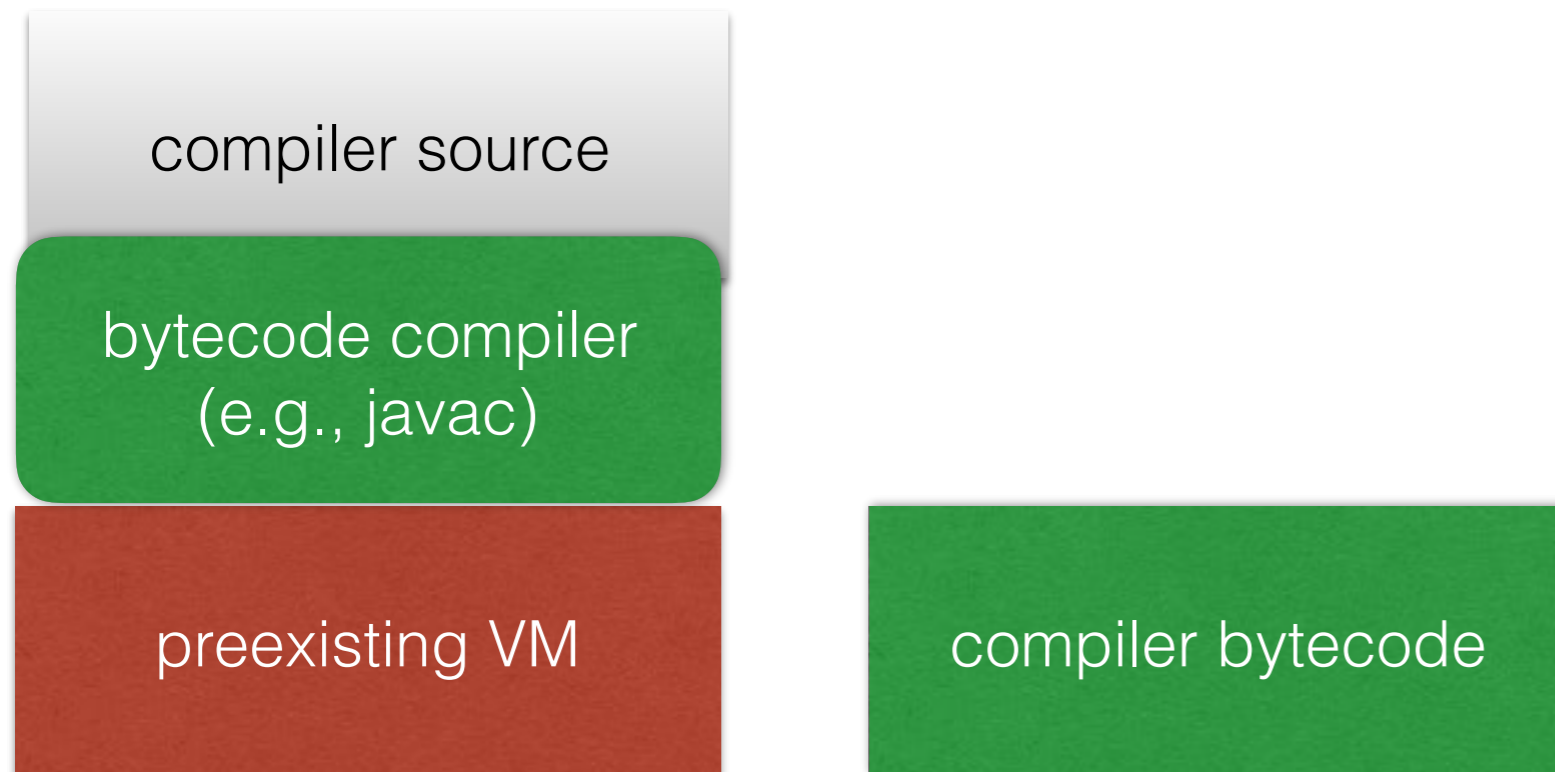 compiler source
bytecode compiler
(e.g., javac)
preexisting VM
compiler bytecode